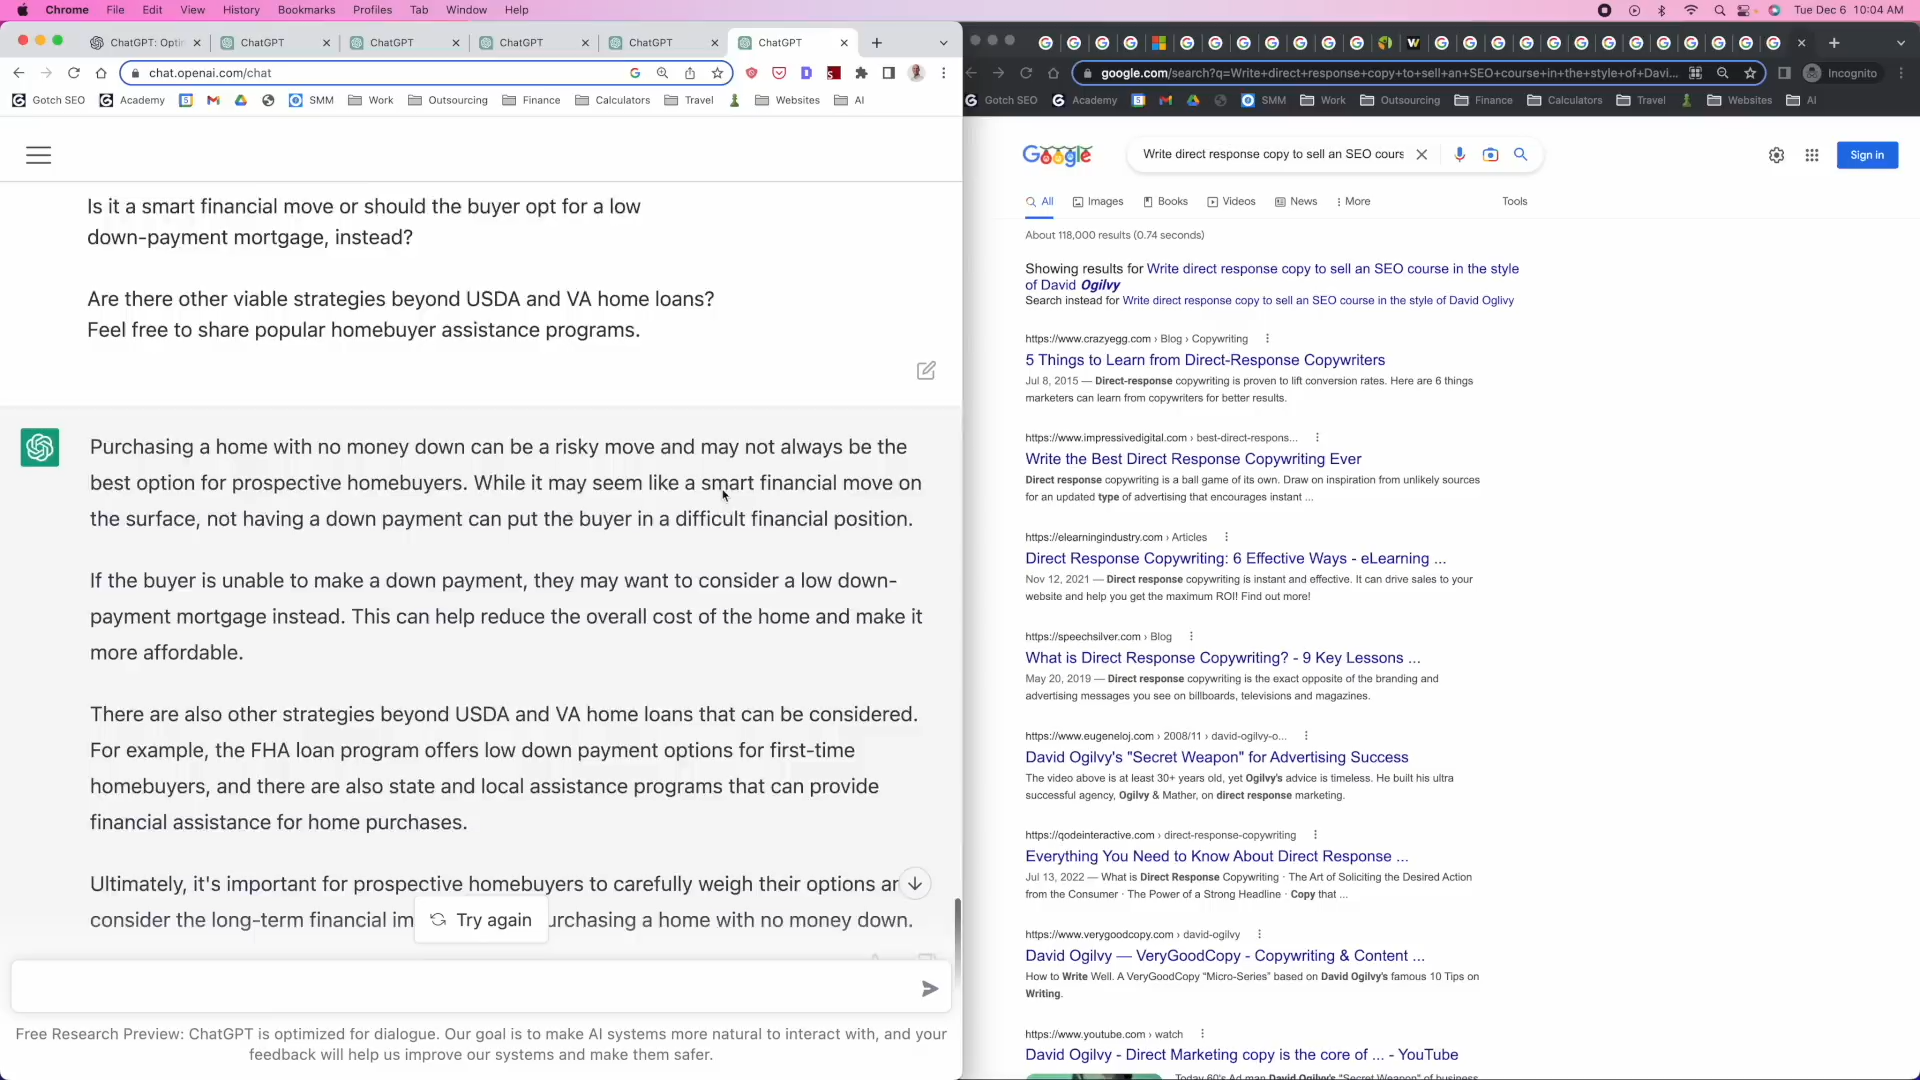 Chrome File Edit View History Bookmarks Profiles Tab Window Help
Tue Dec 6 10:04 AM
ChatGPT: Opti
ChatGPT
ChatGPT
ChatGPT
ChatGPT
ChatGPT
chat.openai.com/chat
Gotch SEO Academy SMM Work Outsourcing Finance Calculators Travel Websites AI
Is it a smart financial move or should the buyer opt for a low
down-payment mortgage, instead?
Are there other viable strategies beyond USDA and VA home loans?
Feel free to share popular homebuyer assistance programs.
Purchasing a home with no money down can be a risky move and may not always be the
best option for prospective homebuyers. While it may seem like a smart financial move on
the surface, not having a down payment can put the buyer in a difficult financial position.
If the buyer is unable to make a down payment, they may want to consider a low down-
payment mortgage instead. This can help reduce the overall cost of the home and make it
more affordable.
There are also other strategies beyond USDA and VA home loans that can be considered.
For example, the FHA loan program offers low down payment options for first-time
homebuyers, and there are also state and local assistance programs that can provide
financial assistance for home purchases.
Ultimately, it's important for prospective homebuyers to carefully weigh their options
consider the long-term financial im
urchasing a home with no money down.
Try again
Free Research Preview: ChatGPT is optimized for dialogue. Our goal is to make AI systems more natural to interact with, and your
feedback will help us improve our systems and make them safer.
google.com/search?q=Write+direct+response+copy+to+sell+an+SEO+course+in+the+style+of+Davi...
Incognito
Gotch SEO Academy SMM Work Outsourcing Finance Calculators Travel Websites AI
Google
Write direct response copy to sell an SEO cours
Sign in
All Images Books Videos News More Tools
About 118,000 results (0.74 seconds)
Showing results for Write direct response copy to sell an SEO course in the style
of David Ogilvy
Search instead for Write direct response copy to sell an SEO course in the style of David Oglivy
https://www.crazyegg.com › Blog › Copywriting
5 Things to Learn from Direct-Response Copywriters
Jul 8, 2015 — Direct-response copywriting is proven to lift conversion rates. Here are 6 things
marketers can learn from copywriters for better results.
https://www.impressivedigital.com › best-direct-respons...
Write the Best Direct Response Copywriting Ever
Direct response copywriting is a ball game of its own. Draw on inspiration from unlikely sources
for an updated type of advertising that encourages instant ...
https://elearningindustry.com › Articles
Direct Response Copywriting: 6 Effective Ways - eLearning ...
Nov 12, 2021 — Direct response copywriting is instant and effective. It can drive sales to your
website and help you get the maximum ROI! Find out more!
https://speechsilver.com › Blog
What is Direct Response Copywriting? - 9 Key Lessons ...
May 20, 2019 — Direct response copywriting is the exact opposite of the branding and
advertising messages you see on billboards, televisions and magazines.
https://www.eugeneloj.com › 2008/11 › david-ogilvy-o...
David Ogilvy's "Secret Weapon" for Advertising Success
The video above is at least 30+ years old, yet Ogilvy's advice is timeless. He built his ultra
successful agency, Ogilvy & Mather, on direct response marketing.
https://qodeinteractive.com › direct-response-copywriting
Everything You Need to Know About Direct Response ...
Jul 13, 2022 — What is Direct Response Copywriting · The Art of Soliciting the Desired Action
from the Consumer · The Power of a Strong Headline · Copy that ...
https://www.verygoodcopy.com › david-ogilvy
David Ogilvy — VeryGoodCopy - Copywriting & Content ...
How to Write Well. A VeryGoodCopy "Micro-Series" based on David Ogilvy's famous 10 Tips on
Writing.
https://www.youtube.com › watch
David Ogilvy - Direct Marketing copy is the core of ... - YouTube
Today 60's Ad man David Ogilvy's "Secret Weapon" of business